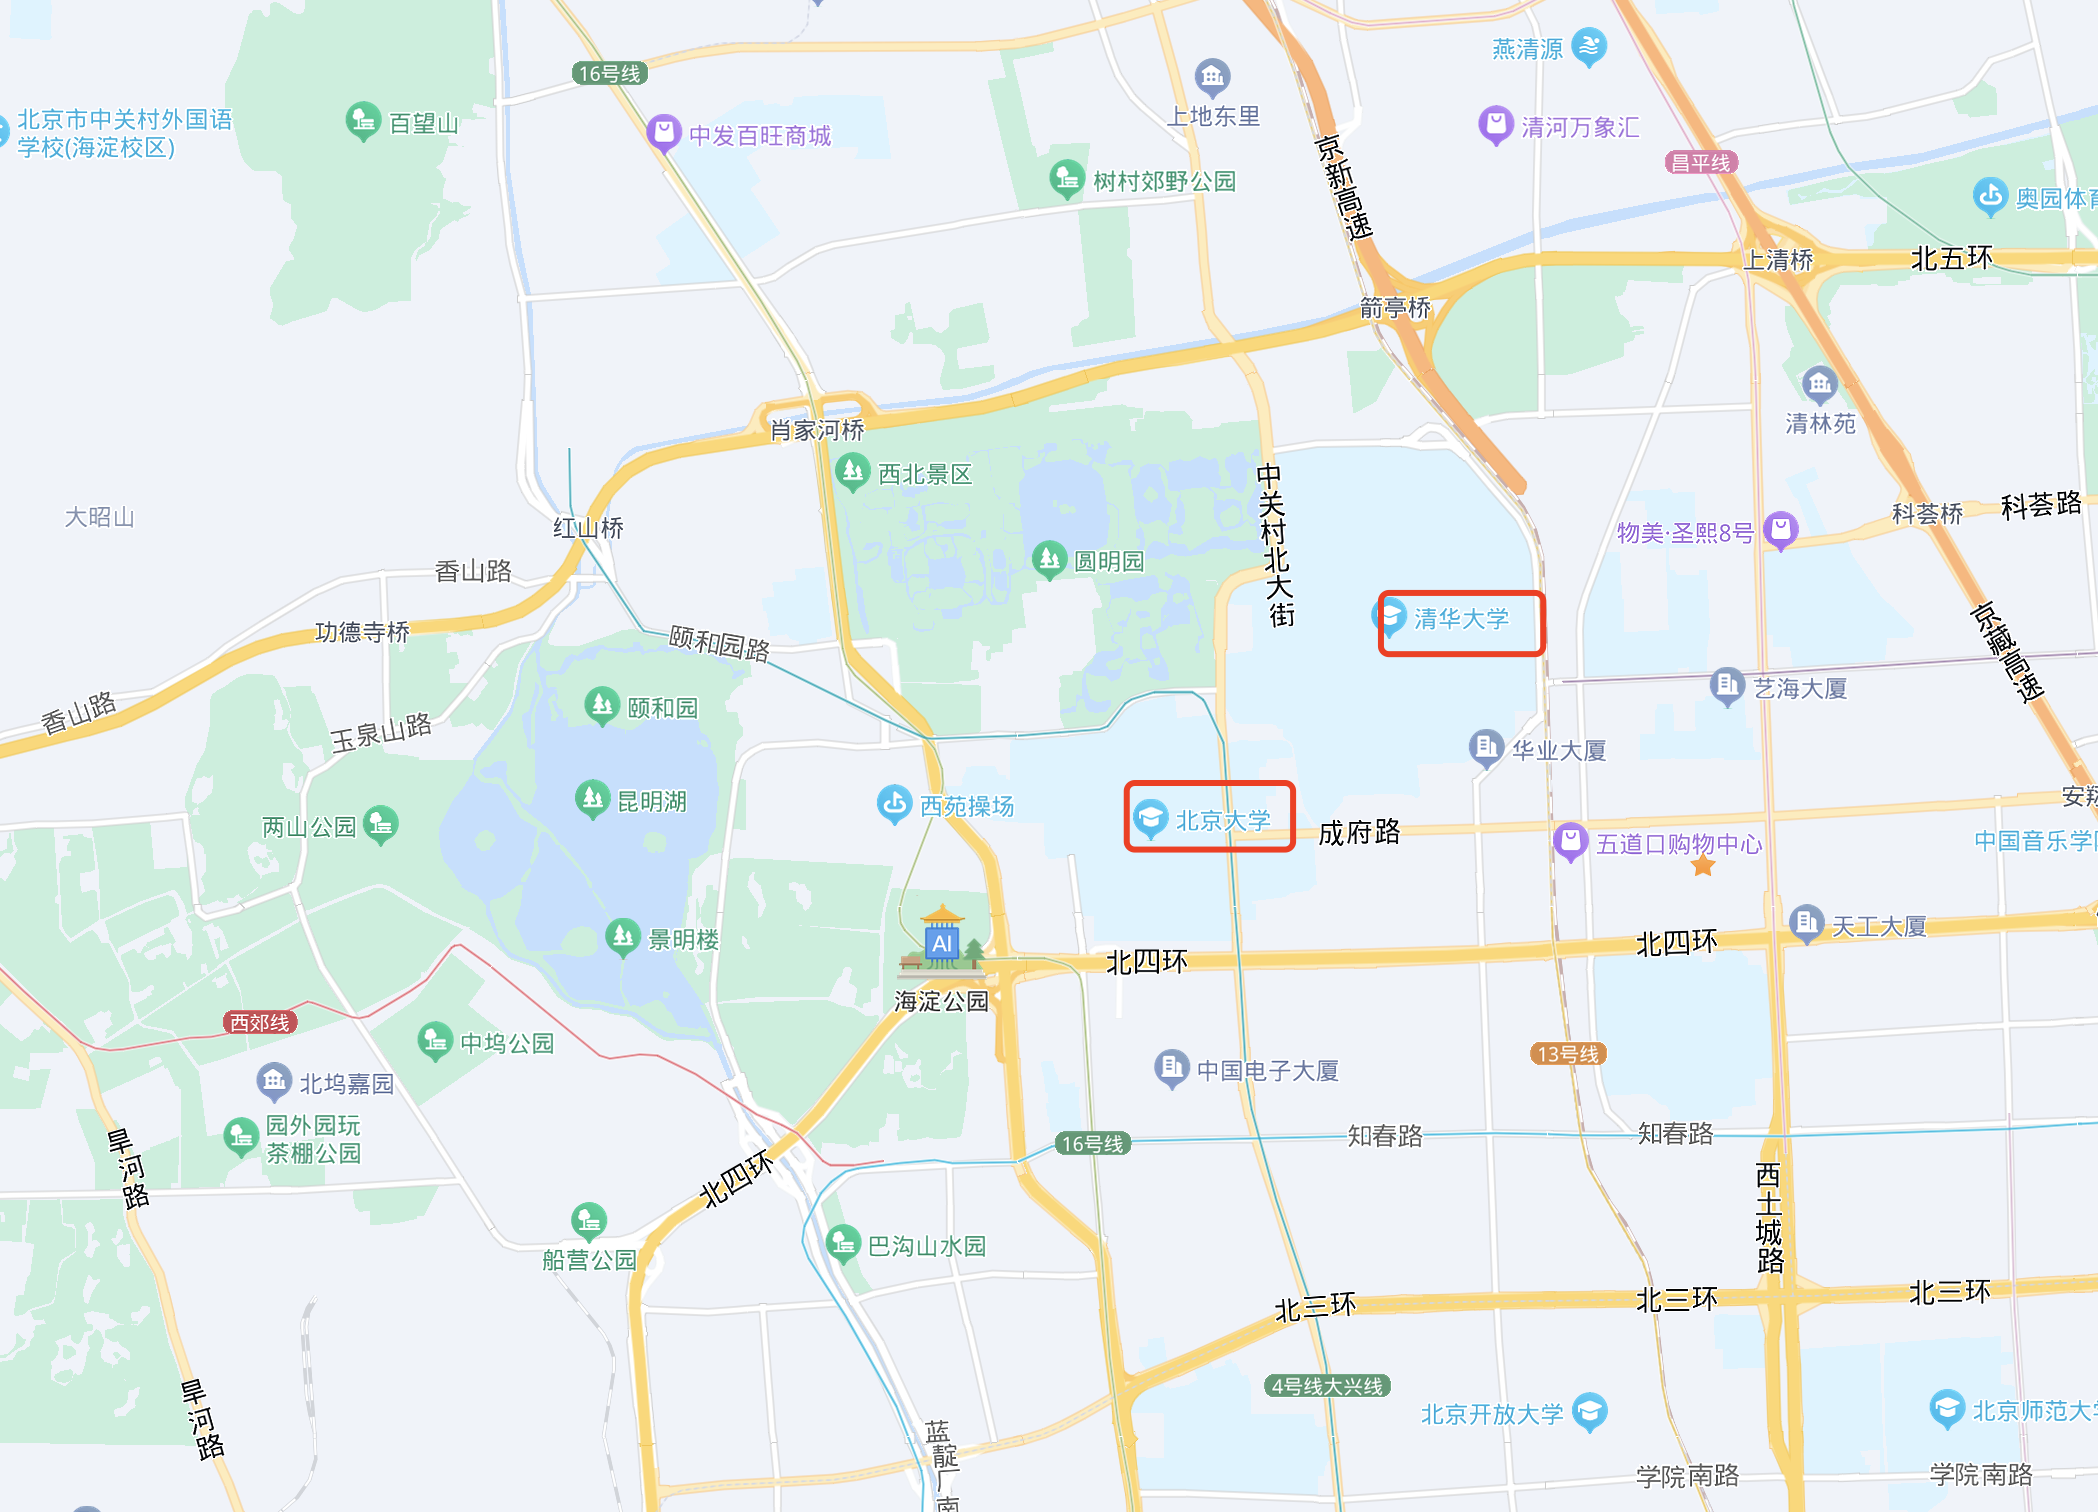 燕清源
16号线
上地东里
北京市中关村外国语
学校(海淀校区)
百望山
中发百旺商城
清河万象汇
京新高速
昌平线
树村郊野公园
奥园体育
上清桥
北五环
箭亭桥
清林苑
肖家河桥
西北景区
中关村北大街
大昭山
红山桥
物美·圣熙8号
科荟桥
科荟路
圆明园
香山路
清华大学
功德寺桥
颐和园路
京藏高速
艺海大厦
香山路
颐和园
玉泉山路
华业大厦
昆明湖
西苑操场
安翔
两山公园
北京大学
成府路
五道口购物中心
中国音乐学院
景明楼
AI
天工大厦
北四环
北四环
海淀公园
西郊线
中坞公园
13号线
北坞嘉园
中国电子大厦
园外园玩
茶棚公园
旱河路
16号线
知春路
知春路
北四环
西土城路
船营公园
巴沟山水园
北三环
北三环
北三环
4号线大兴线
旱河路
北京开放大学
北京师范大学
蓝靛厂南
学院南路
学院南路